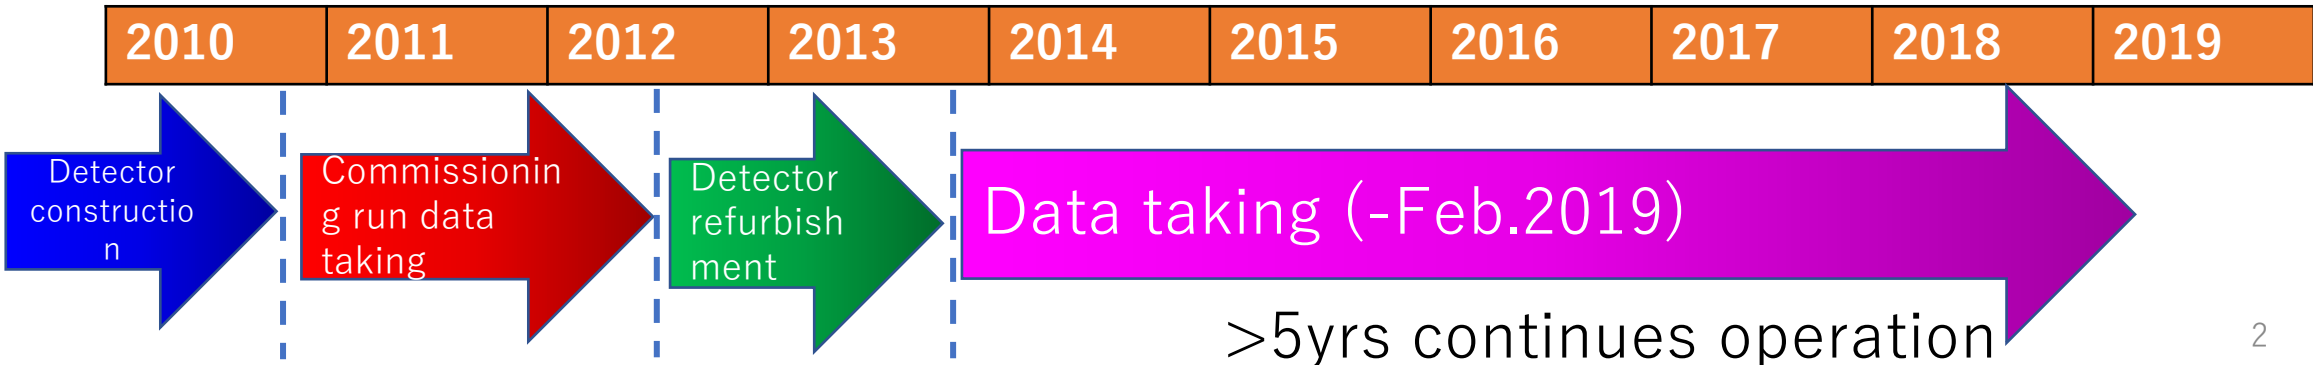 2010 2011 2012 2013 2014 2015 2016 2017 2018 2019
Detector
constructio
n
Commissionin
g run data
taking
Detector
refurbish
ment
Data taking (-Feb.2019)
>5yrs continues operation
2